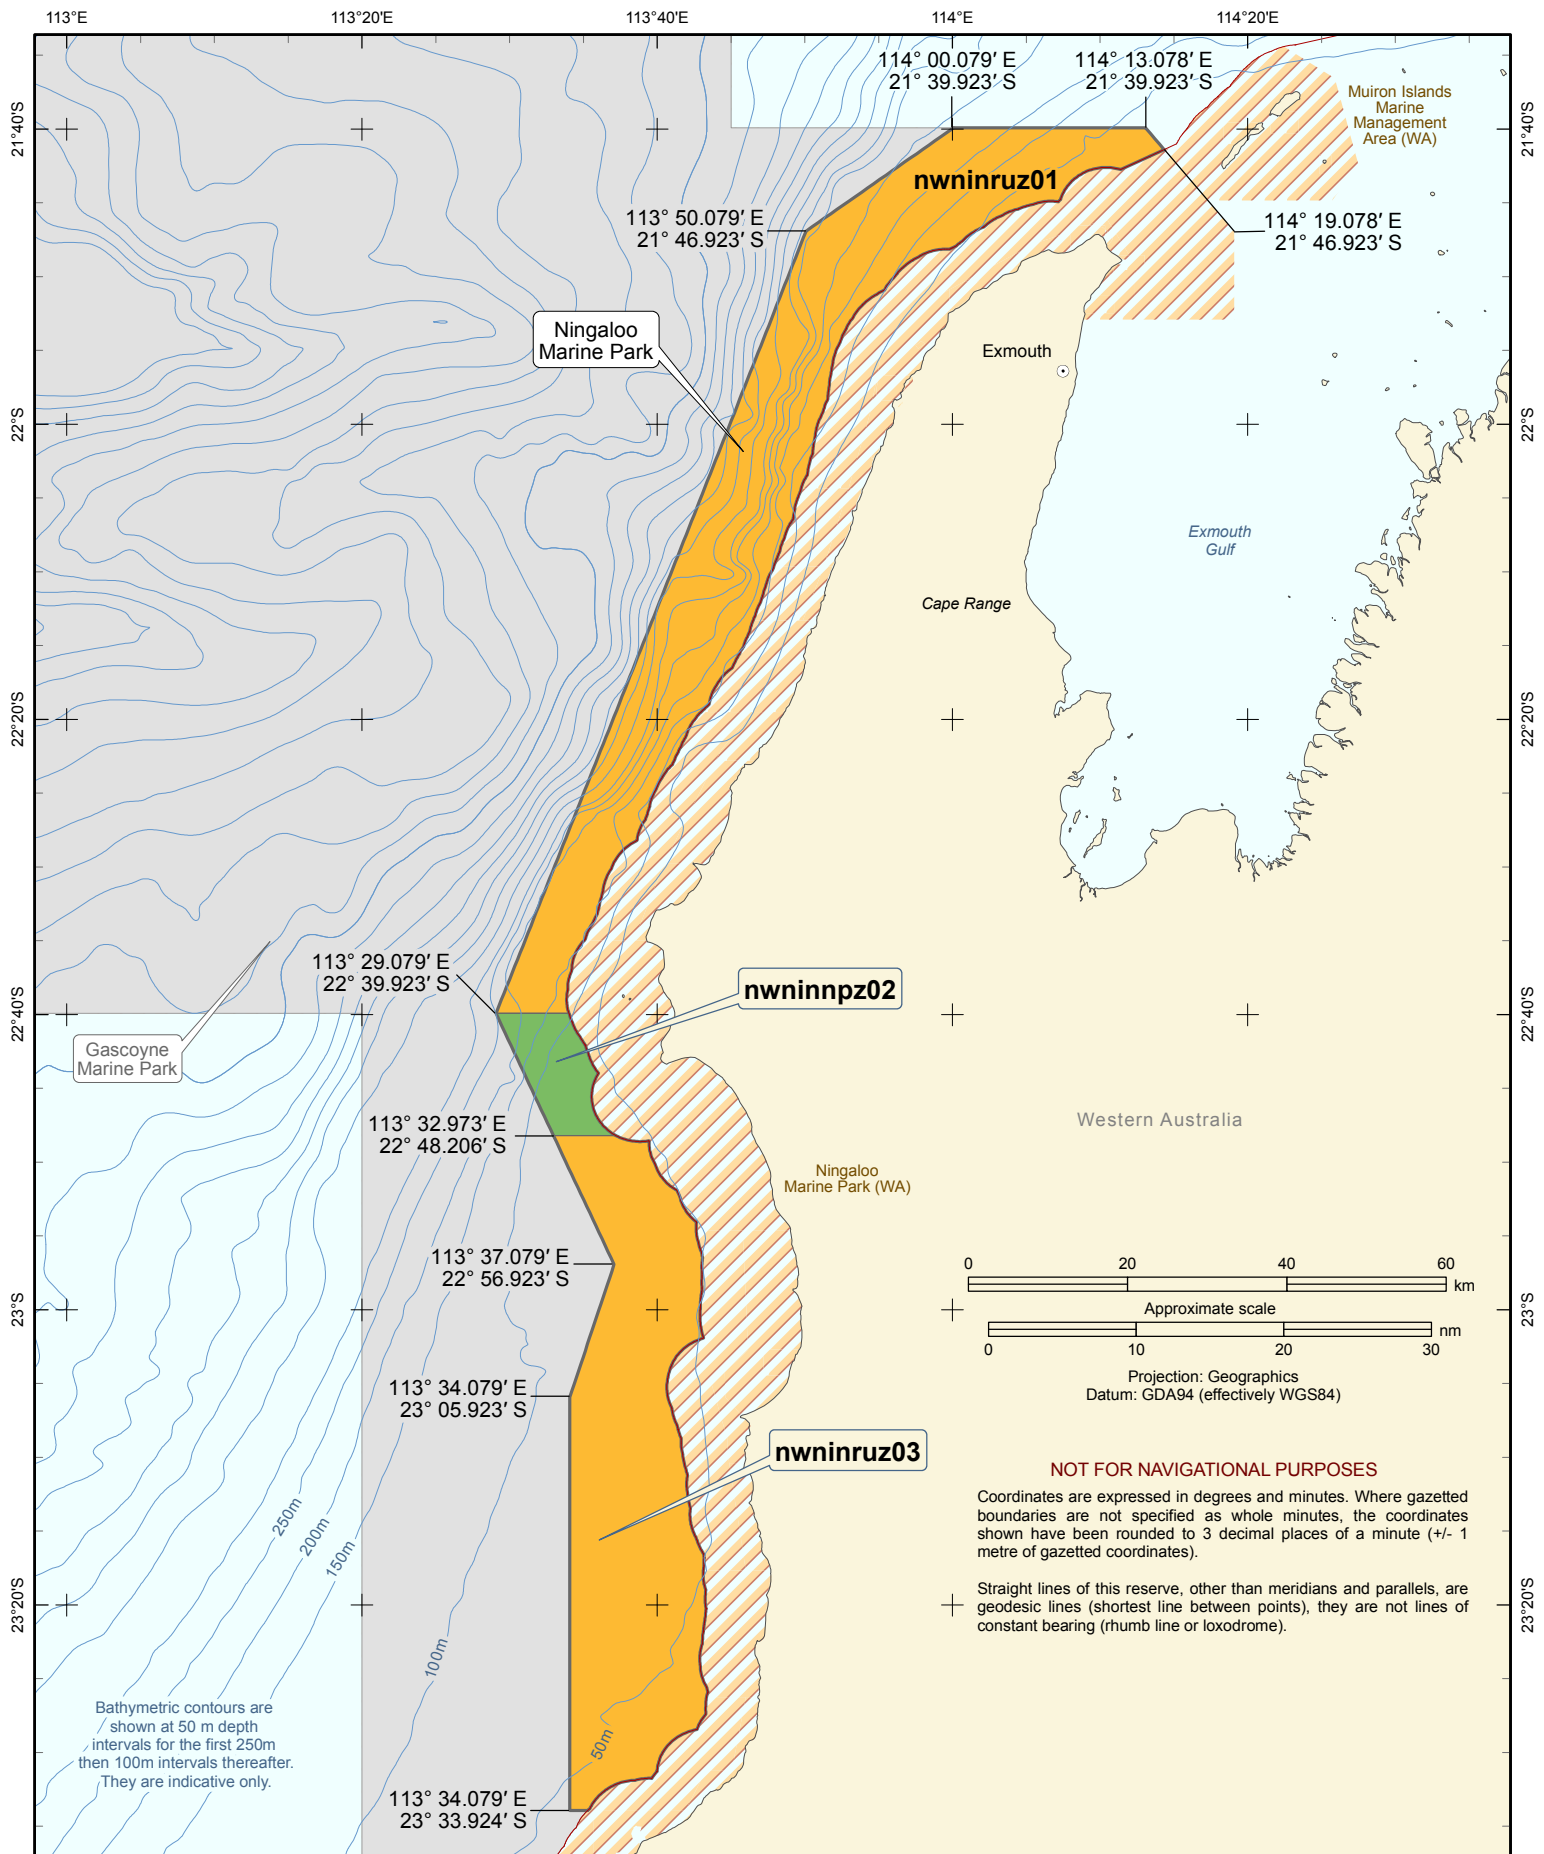 113°E
113°20'E
113°40'E
114°E
114°20'E
114° 00.079′ E
21° 39.923′ S
114° 13.078′ E
21° 39.923′ S
Muiron Islands
Marine
Management
Area (WA)
21°40'S
21°40'S
nwninruz01
113° 50.079′ E
21° 46.923′ S
114° 19.078′ E
21° 46.923′ S
Ningaloo
Marine Park
Exmouth
22°S
22°S
Exmouth
Gulf
Cape Range
22°20'S
22°20'S
113° 29.079′ E
22° 39.923′ S
nwninnpz02
22°40'S
22°40'S
Gascoyne
Marine Park
113° 32.973′ E
22° 48.206′ S
Western Australia
Ningaloo
Marine Park (WA)
113° 37.079′ E
22° 56.923′ S
0 20 40 60
km
23°S
23°S
Approximate scale
nm
0 10 20 30
Projection: Geographics
Datum: GDA94 (effectively WGS84)
113° 34.079′ E
23° 05.923′ S
nwninruz03
NOT FOR NAVIGATIONAL PURPOSES
Coordinates are expressed in degrees and minutes. Where gazetted
boundaries are not specified as whole minutes, the coordinates
shown have been rounded to 3 decimal places of a minute (+/- 1
metre of gazetted coordinates).
250m
200m
150m
Straight lines of this reserve, other than meridians and parallels, are
geodesic lines (shortest line between points), they are not lines of
constant bearing (rhumb line or loxodrome).
23°20'S
23°20'S
100m
50m
Bathymetric contours are
shown at 50 m depth
intervals for the first 250m
then 100m intervals thereafter.
They are indicative only.
113° 34.079′ E
23° 33.924′ S